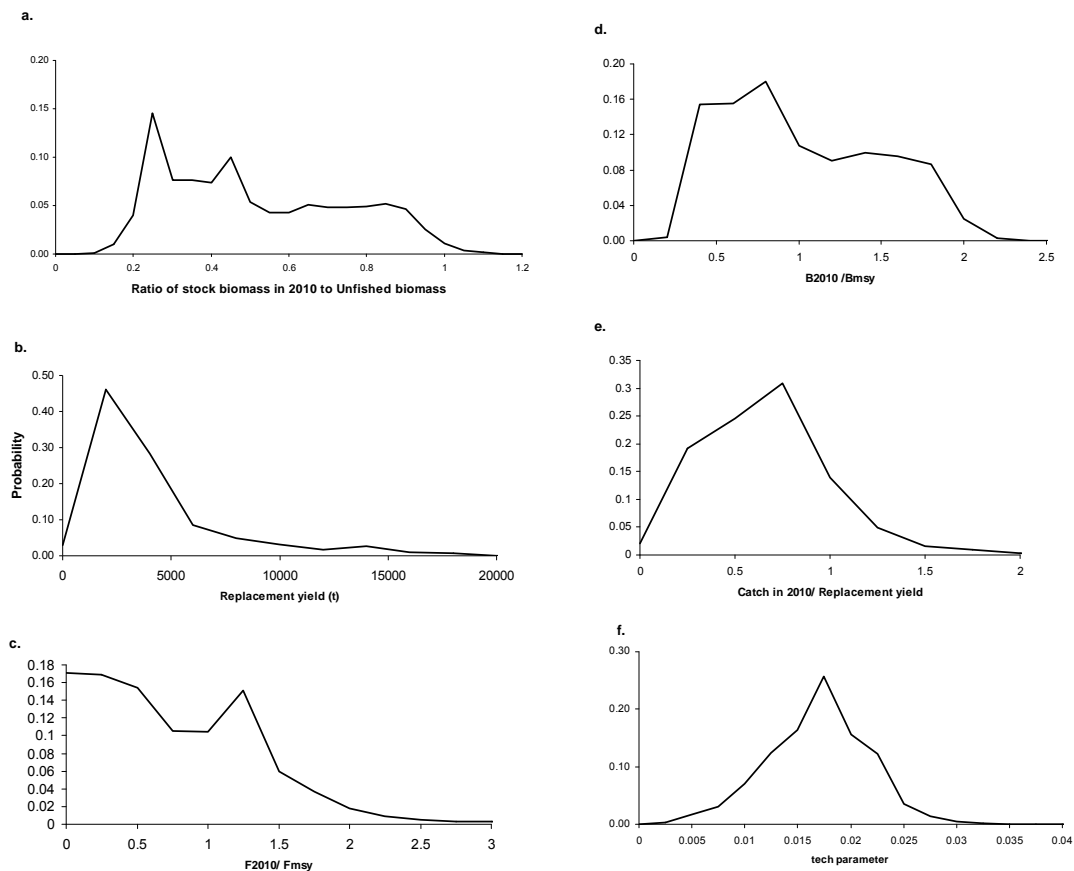 a.
0.20
0.15
0.10
0.05
0.00
0 0.2 0.4 0.6 0.8 1 1.2
Ratio of stock biomass in 2010 to Unfished biomass
b.
Probability
0.50
0.40
0.30
0.20
0.10
0.00
0 5000 10000 15000 20000
Replacement yield (t)
c.
0.18
0.16
0.14
0.12
0.1
0.08
0.06
0.04
0.02
0
0 0.5 1 1.5 2 2.5 3
F2010/ Fmsy
d.
0.20
0.16
0.12
0.08
0.04
0.00
0 0.5 1 1.5 2 2.5
B2010 /Bmsy
e.
0.35
0.3
0.25
0.2
0.15
0.1
0.05
0
0 0.5 1 1.5 2
Catch in 2010/ Replacement yield
f.
0.30
0.20
0.10
0.00
0 0.005 0.01 0.015 0.02 0.025 0.03 0.035 0.04
tech parameter